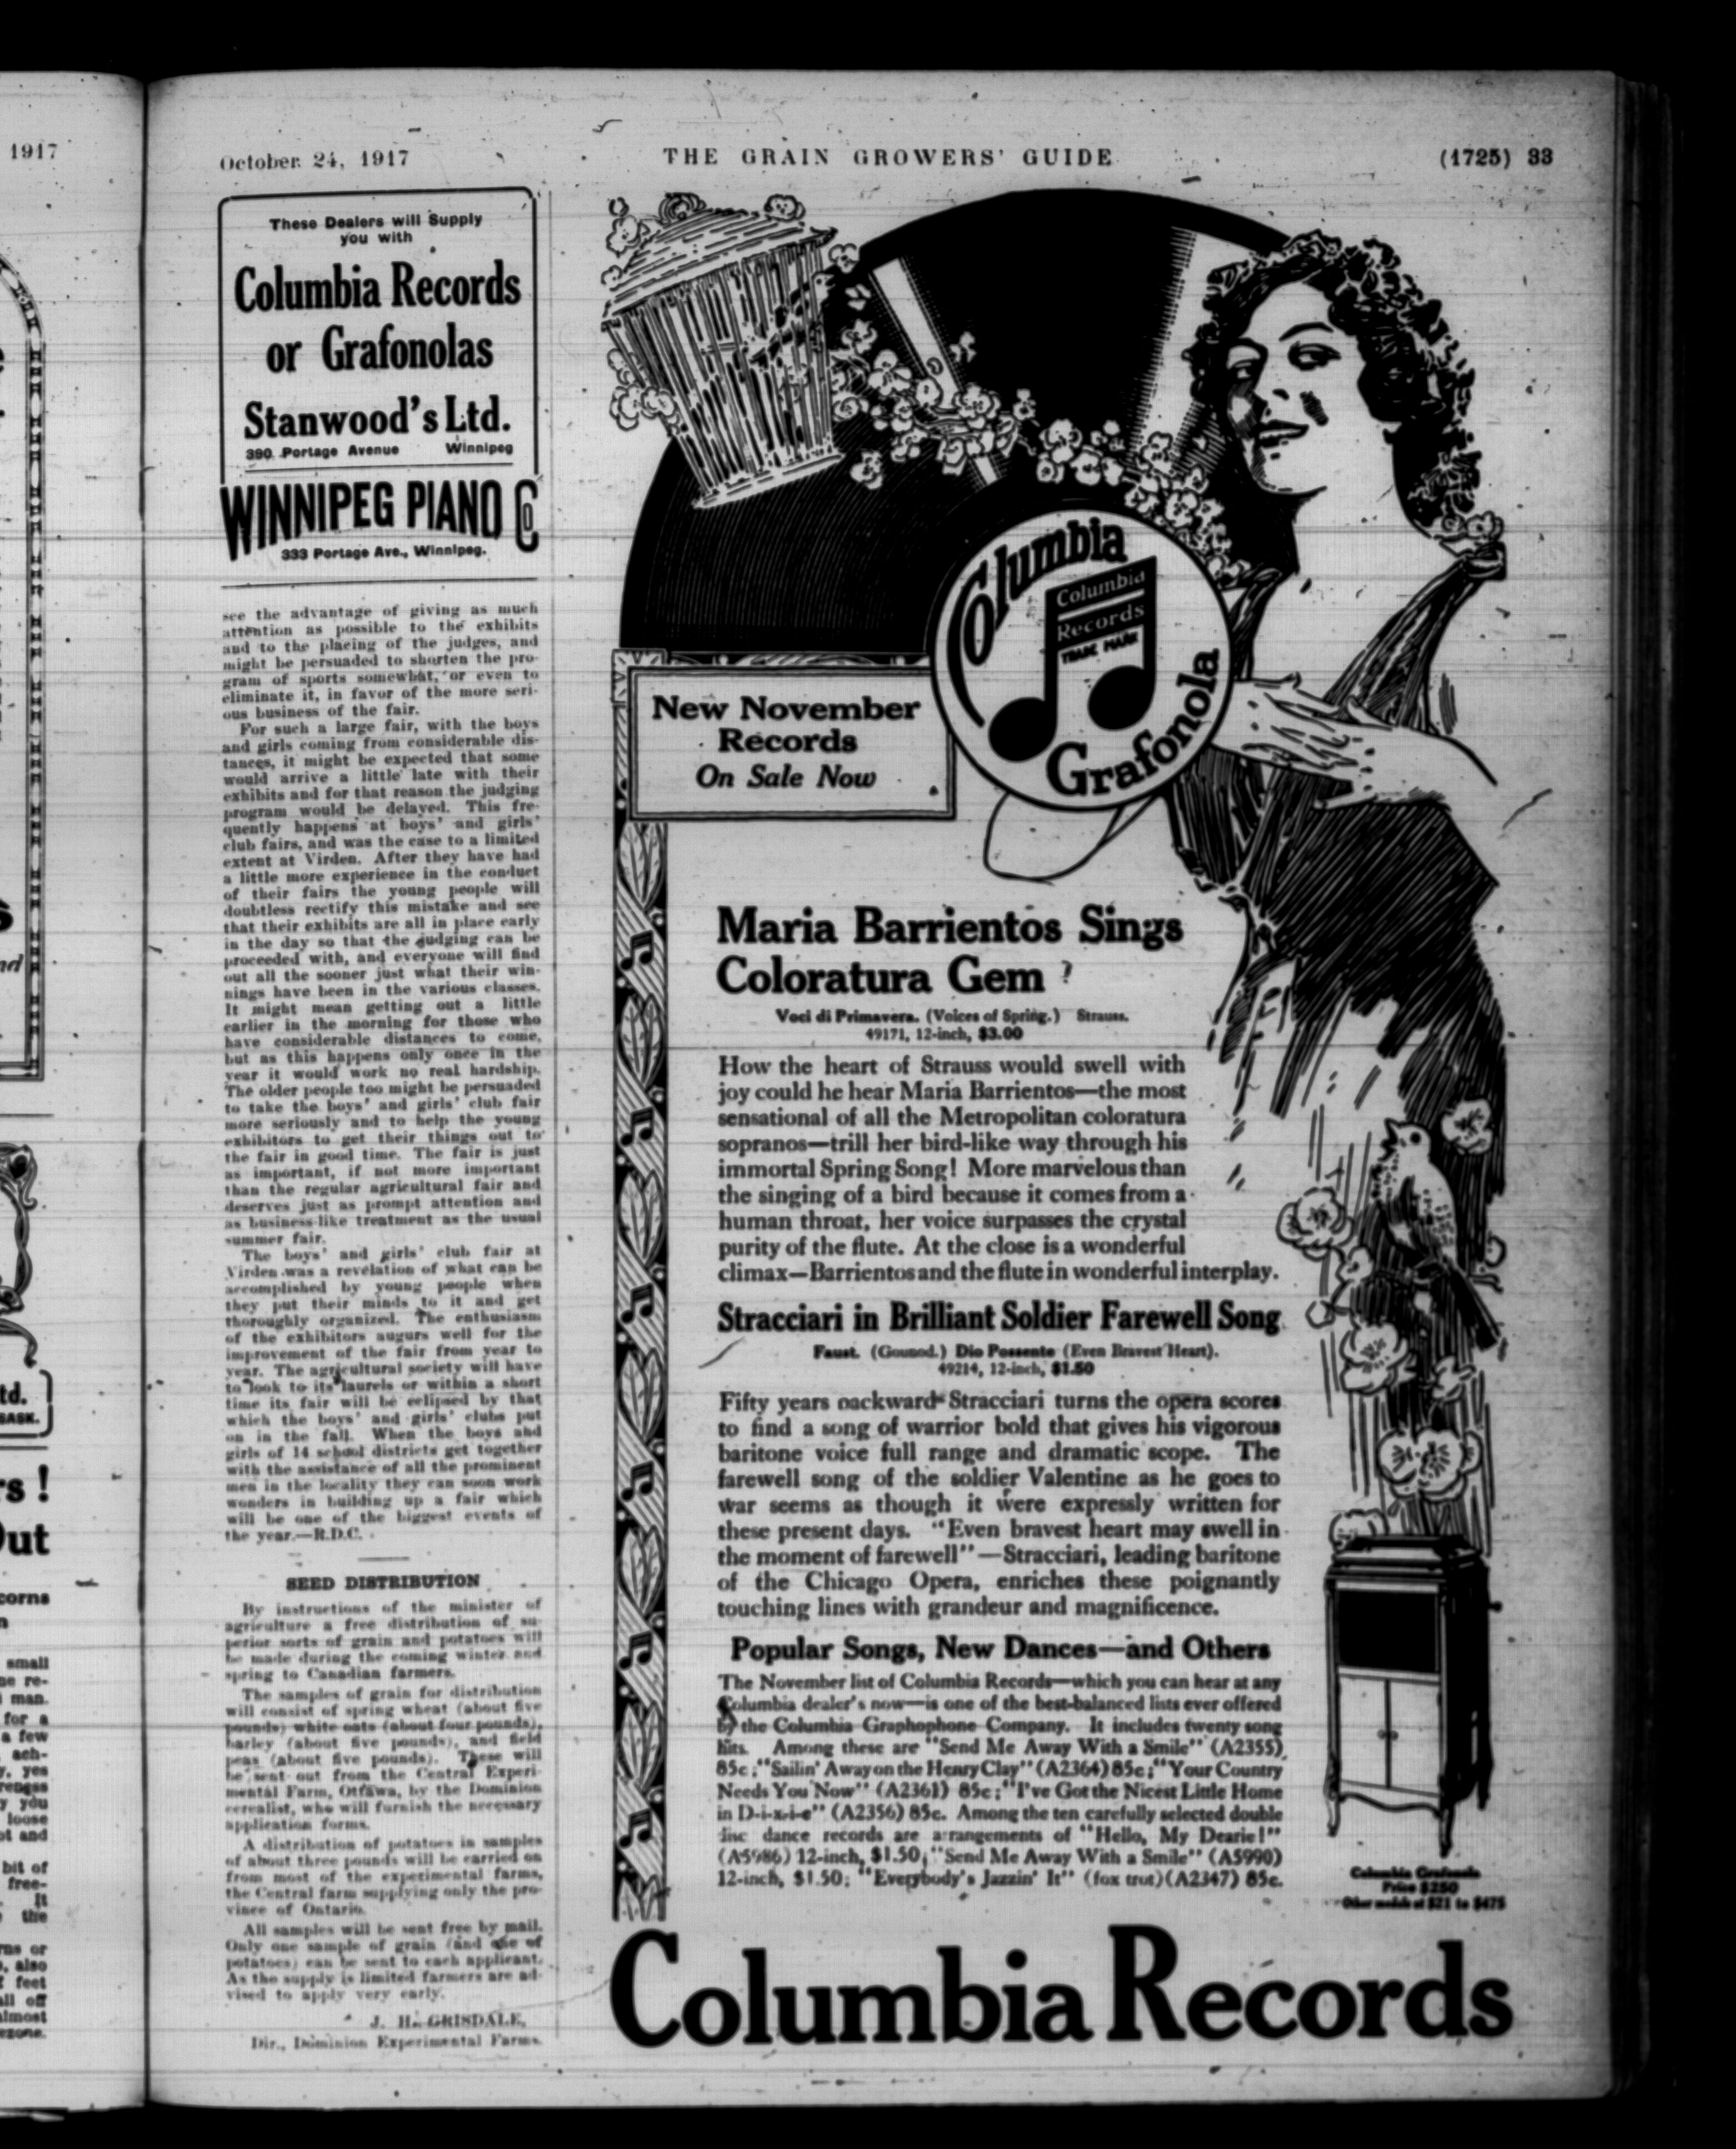 1917
October 24, 1917
THE GRAIN GROWERS' GUIDE
(1725) 33
These Dealers will Supply
you with
Columbia Records
or Grafonolas
Stanwood's Ltd.
390 Portage Avenue Winnipeg
WINNIPEG PIANO Co
333 Portage Ave., Winnipeg.
see the advantage of giving as much
attention as possible to the exhibits
and to the placing of the judges, and
might be persuaded to shorten the pro-
gram of sports somewhat, or even to
eliminate it, in favor of the more seri-
ous business of the fair.
For such a large fair, with the boys
and girls coming from considerable dis-
tances, it might be expected that some
would arrive a little late with their
exhibits and for that reason the judging
program would be delayed. This fre-
quently happens at boys' and girls'
club fairs, and was the case to a limited
extent at Virden. After they have had
a little more experience in the conduct
of their fairs the young people will
doubtless rectify this mistake and see
that their exhibits are all in place early
in the day so that the judging can be
proceeded with, and everyone will find
out all the sooner just what their win-
nings have been in the various classes.
It might mean getting out a little
earlier in the morning for those who
have considerable distances to come,
but as this happens only once in the
year it would work no real hardship.
The older people too might be persuaded
to take the boys' and girls' club fair
more seriously and to help the young
exhibitors to get their things out to
the fair in good time. The fair is just
as important, if not more important
than the regular agricultural fair and
deserves just as prompt attention and
as business-like treatment as the usual
summer fair.
The boys' and girls' club fair at
Virden was a revelation of what can be
accomplished by young people when
they put their minds to it and get
thoroughly organized. The enthusiasm
of the exhibitors augurs well for the
improvement of the fair from year to
year. The agricultural society will have
to look to its laurels or within a short
time its fair will be eclipsed by that
which the boys' and girls' clubs put
on in the fall. When the boys and
girls of 14 school districts get together
with the assistance of all the prominent
men in the locality they can soon work
wonders in building up a fair which
will be one of the biggest events of
the year.—R.D.C.
SEED DISTRIBUTION
By instructions of the minister of
agriculture a free distribution of su-
perior sorts of grain and potatoes will
be made during the coming winter and
spring to Canadian farmers.
The samples of grain for distribution
will consist of spring wheat (about five
pounds) white oats (about four pounds),
barley (about five pounds), and field
peas (about five pounds). These will
be sent out from the Central Experi-
mental Farm, Ottawa, by the Dominion
cerealist, who will furnish the necessary
application forms.
A distribution of potatoes in samples
of about three pounds will be carried on
from most of the experimental farms,
the Central farm supplying only the pro-
vince of Ontario.
All samples will be sent free by mail.
Only one sample of grain (and one of
potatoes) can be sent to each applicant.
As the supply is limited farmers are ad-
vised to apply very early.
J. H. GRISDALE,
Dir., Dominion Experimental Farms.
Columbia
Columbia
Records
TRADE MARK
Grafonola
New November
Records
On Sale Now
Maria Barrientos Sings
Coloratura Gem
Voci di Primavera. (Voices of Spring.) Strauss.
49171, 12-inch, $3.00
How the heart of Strauss would swell with
joy could he hear Maria Barrientos—the most
sensational of all the Metropolitan coloratura
sopranos—trill her bird-like way through his
immortal Spring Song! More marvelous than
the singing of a bird because it comes from a
human throat, her voice surpasses the crystal
purity of the flute. At the close is a wonderful
climax—Barrientos and the flute in wonderful interplay.
Stracciari in Brilliant Soldier Farewell Song
Faust. (Gounod.) Dio Possente (Even Bravest Heart).
49214, 12-inch, $1.50
Fifty years backward Stracciari turns the opera scores
to find a song of warrior bold that gives his vigorous
baritone voice full range and dramatic scope. The
farewell song of the soldier Valentine as he goes to
war seems as though it were expressly written for
these present days. "Even bravest heart may swell in
the moment of farewell"—Stracciari, leading baritone
of the Chicago Opera, enriches these poignantly
touching lines with grandeur and magnificence.
Popular Songs, New Dances—and Others
The November list of Columbia Records—which you can hear at any
Columbia dealer's now—is one of the best-balanced lists ever offered
by the Columbia Graphophone Company. It includes twenty song
hits. Among these are "Send Me Away With a Smile" (A2355)
85c; "Sailin' Away on the Henry Clay" (A2364) 85c; "Your Country
Needs You Now" (A2361) 85c; "I've Got the Nicest Little Home
in D-i-x-i-e" (A2356) 85c. Among the ten carefully selected double
disc dance records are arrangements of "Hello, My Dearie!"
(A5986) 12-inch, $1.50; "Send Me Away With a Smile" (A5990)
12-inch, $1.50; "Everybody's Jazzin' It" (fox trot) (A2347) 85c.
Columbia Grafonola
Price $250
Other models at $21 to $475
Columbia Records